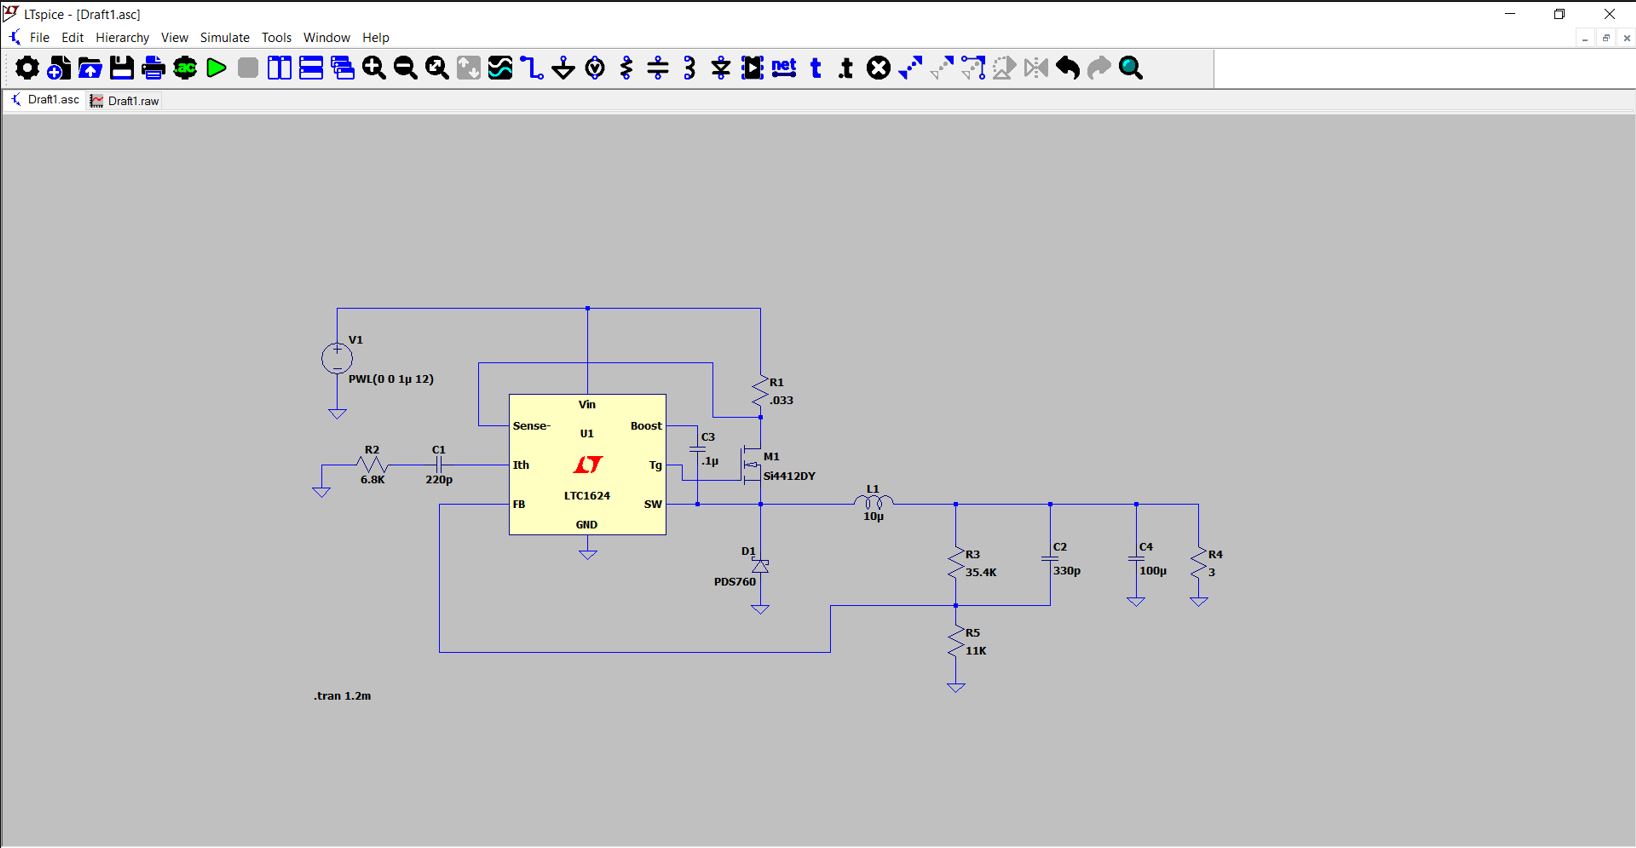 LTspice - [Draft1.asc]
File Edit Hierarchy View Simulate Tools Window Help
ac net t .t
Draft1.asc Draft1.raw
V1
PWL(0 0 1µ 12)
R1
.033
Vin
Sense-
U1
Boost
C3
.1µ
R2
6.8K
C1
220p
Ith
Tg
M1
Si4412DY
LTC1624
FB
SW
GND
L1
10µ
D1
PDS760
R3
35.4K
C2
330p
C4
100µ
R4
3
R5
11K
.tran 1.2m